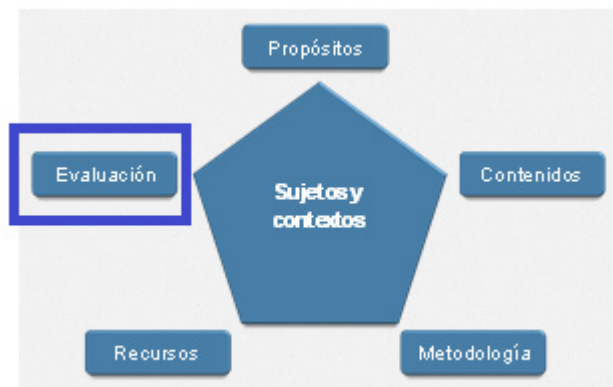 Propósitos
Evaluación
Contenidos
Sujetos y
contextos
Recursos
Metodología